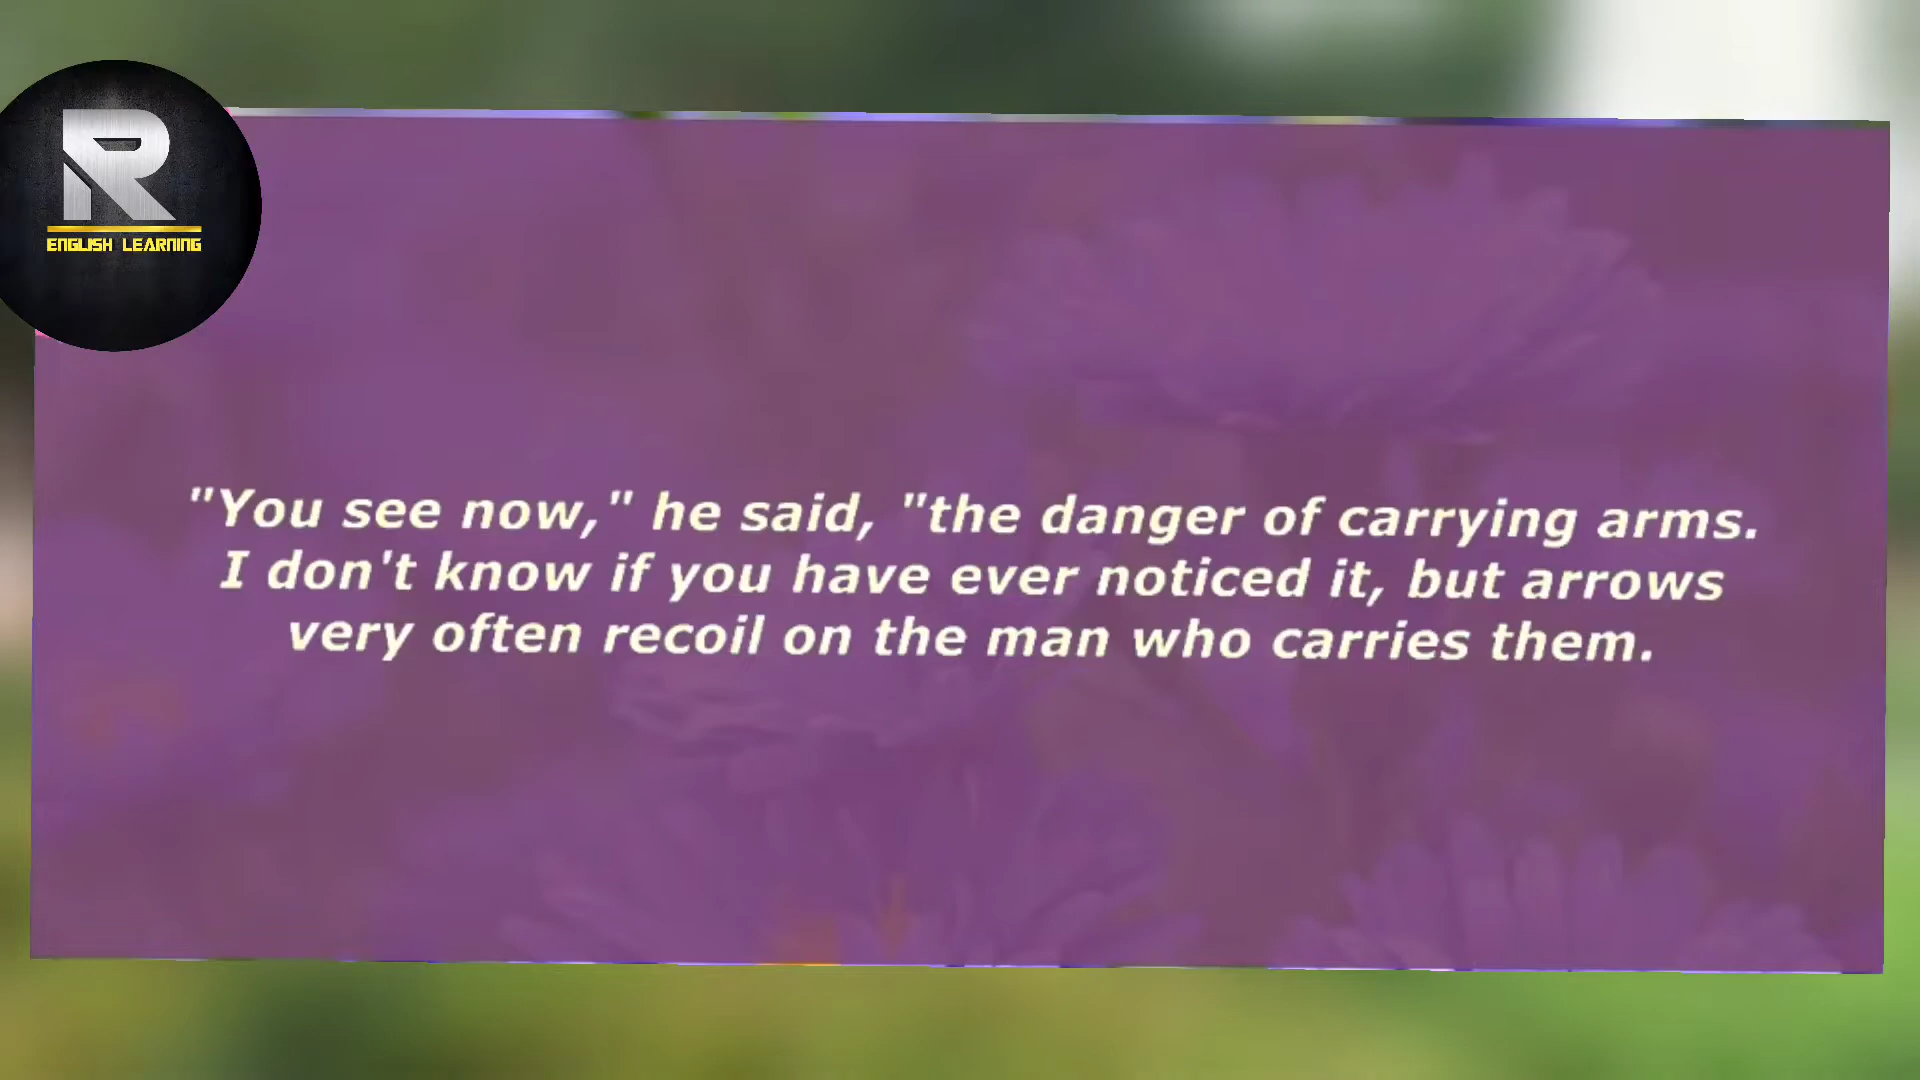 R
ENGLISH LEARNING
"You see now," he said, "the danger of carrying arms.
I don't know if you have ever noticed it, but arrows
very often recoil on the man who carries them.